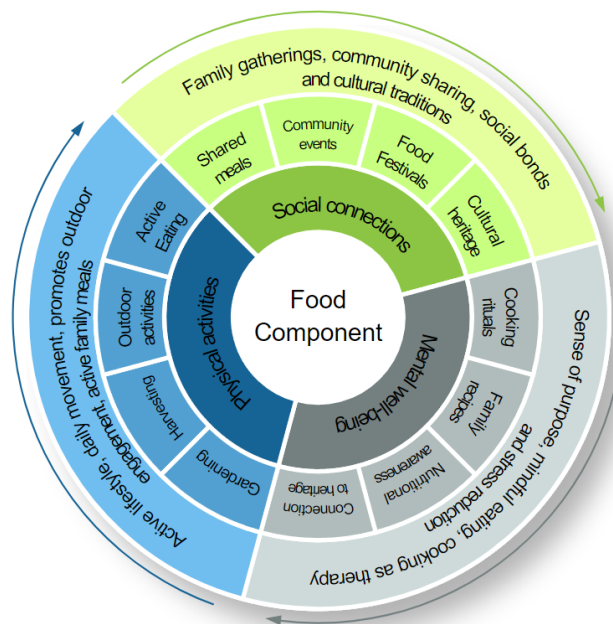 Family gatherings, community sharing, social bonds
and cultural traditions
Shared
meals
Community
events
Food
Festivals
Cultural
heritage
Social connections
Food
Component
Mental well-being
Cooking
rituals
Family
recipes
Nutritional
awareness
Connection
to heritage
Sense of purpose, mindful eating, cooking as therapy
and stress reduction
Physical activities
Gardening
Harvesting
Outdoor
activities
Active
Eating
Active lifestyle, daily movement, promotes outdoor
engagement, active family meals